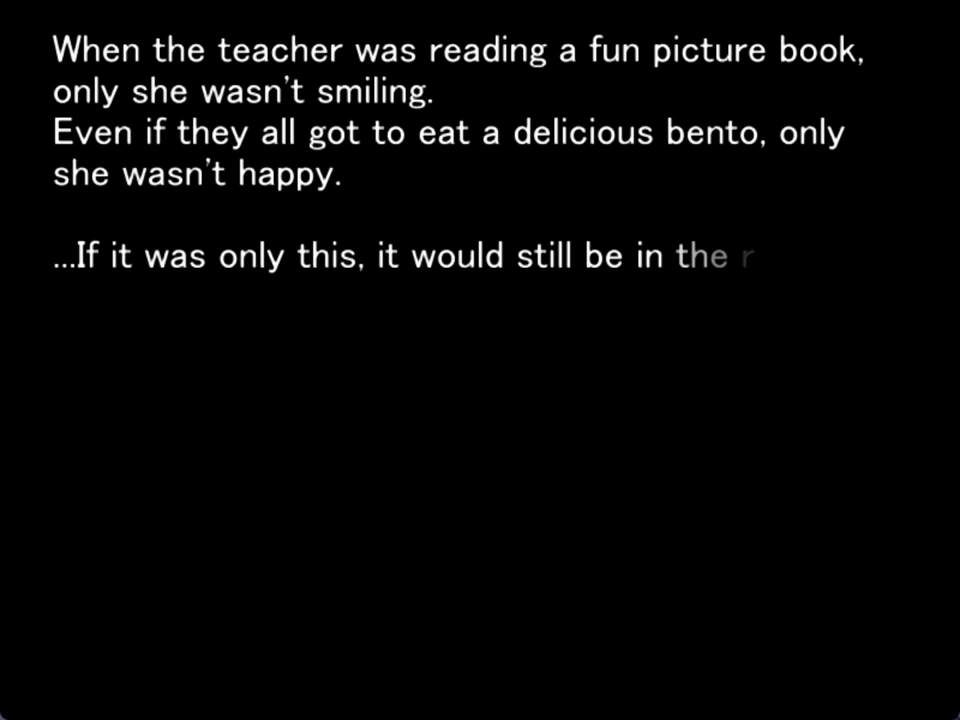 When the teacher was reading a fun picture book,
only she wasn't smiling.
Even if they all got to eat a delicious bento, only
she wasn't happy.
...If it was only this, it would still be in the r